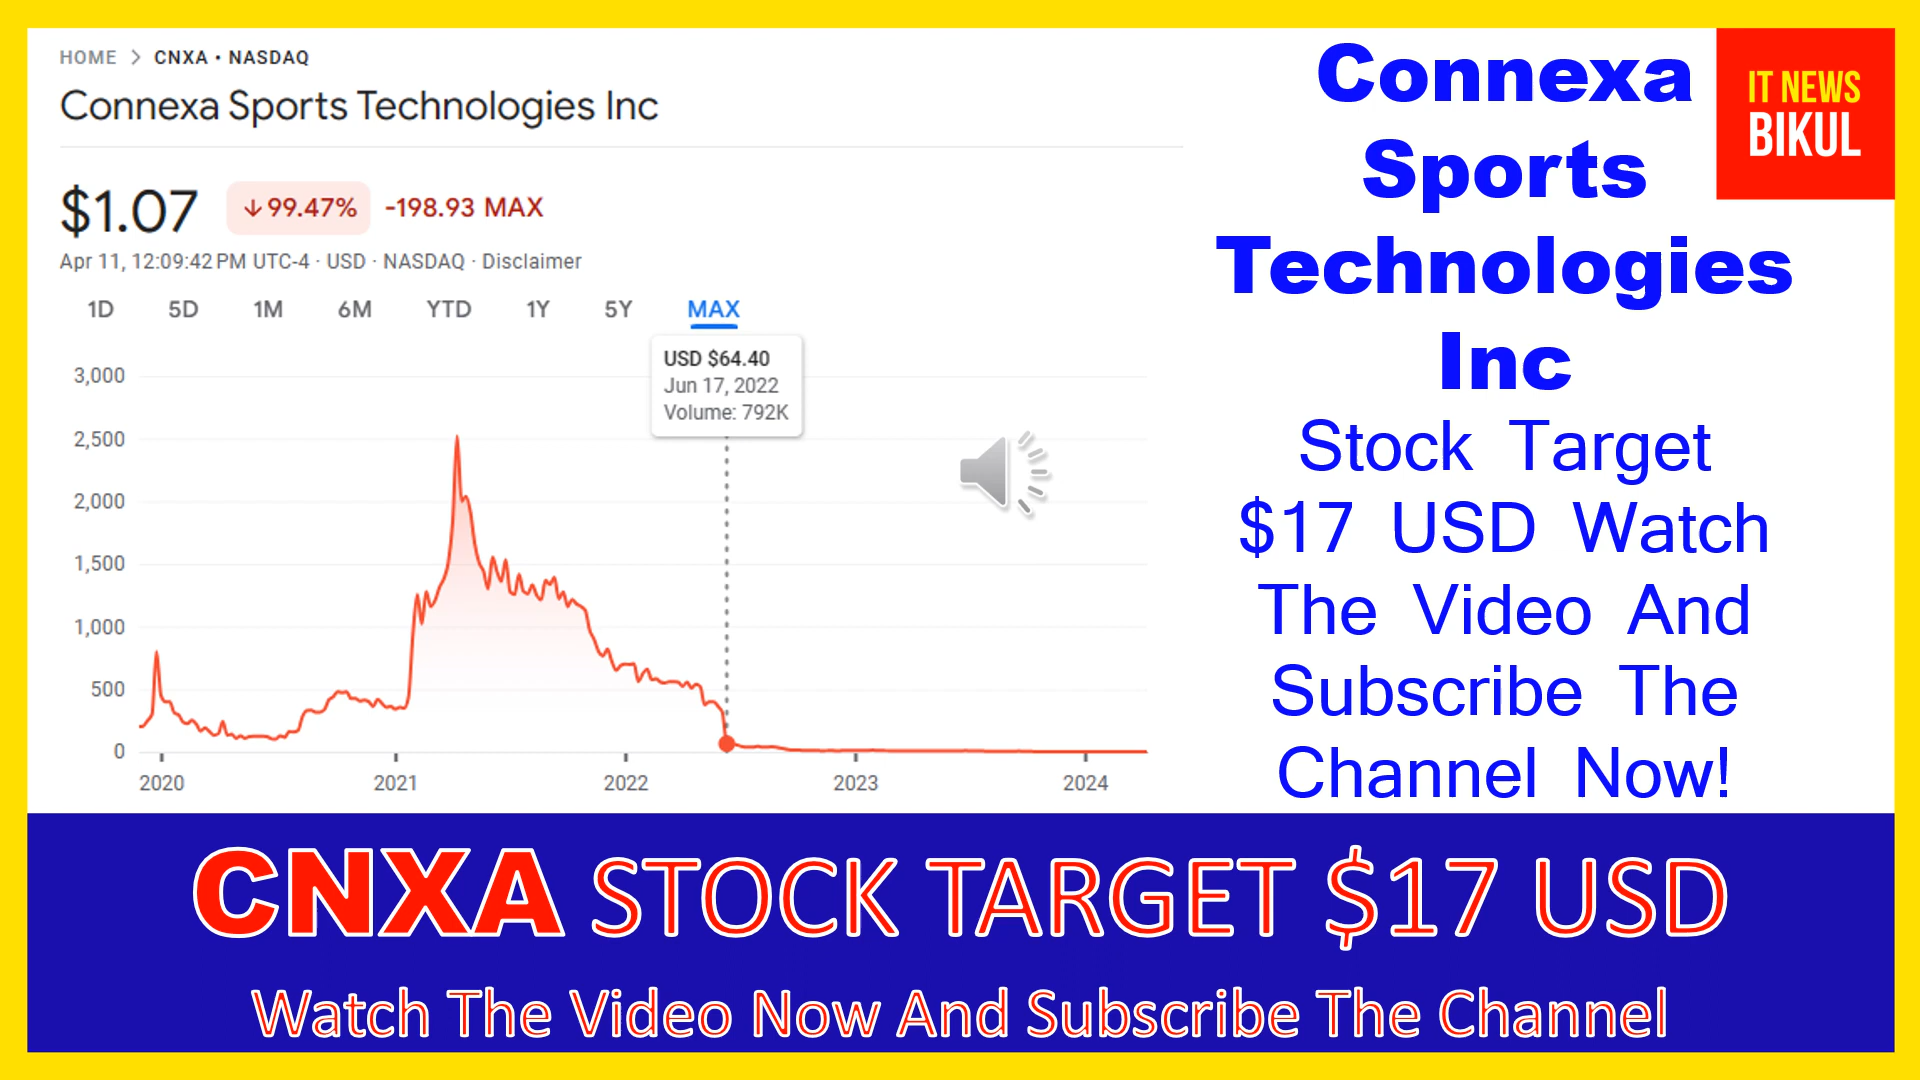 HOME > CNXA • NASDAQ
Connexa Sports Technologies Inc
$1.07 ↓99.47% -198.93 MAX
Apr 11, 12:09:42 PM UTC-4 · USD · NASDAQ · Disclaimer
1D 5D 1M 6M YTD 1Y 5Y MAX
USD $64.40
Jun 17, 2022
Volume: 792K
3,000
2,500
2,000
1,500
1,000
500
0
2020 2021 2022 2023 2024
Connexa
Sports
Technologies
Inc
Stock Target
$17 USD Watch
The Video And
Subscribe The
Channel Now!
IT NEWS
BIKUL
CNXA STOCK TARGET $17 USD
Watch The Video Now And Subscribe The Channel